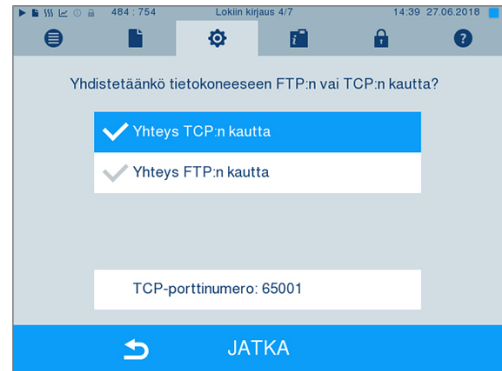 484 : 754 Lokiin kirjaus 4/7 14:39 27.06.2018
Yhdistetäänkö tietokoneeseen FTP:n vai TCP:n kautta?
Yhteys TCP:n kautta
Yhteys FTP:n kautta
TCP-porttinumero: 65001
JATKA